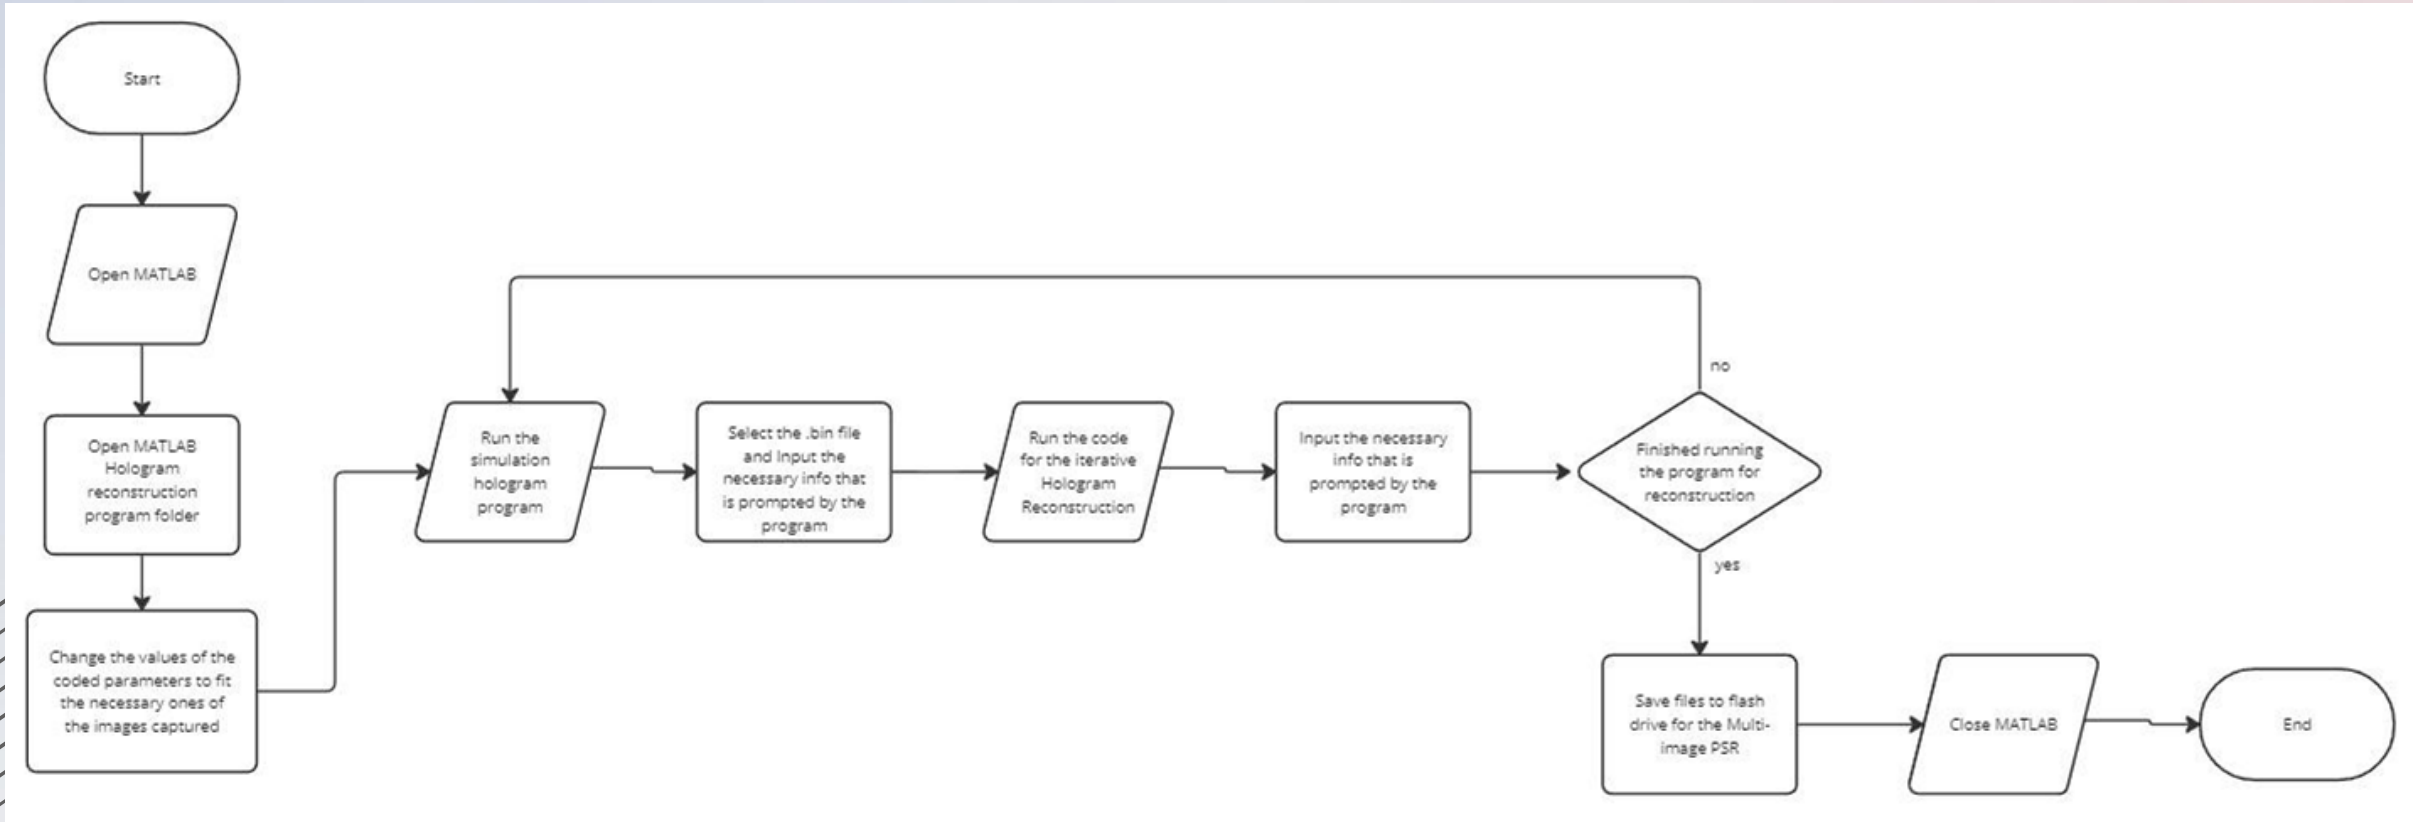 Start
Open MATLAB
Open MATLAB
Hologram
reconstruction
program folder
Change the values of the
coded parameters to fit
the necessary ones of
the images captured
Run the
simulation
hologram
program
Select the .bin file
and Input the
necessary info that
is prompted by the
program
Run the code
for the iterative
Hologram
Reconstruction
Input the necessary
info that is
prompted by the
program
no
Finished running
the program for
reconstruction
yes
Save files to flash
drive for the Multi-
image PSR
Close MATLAB
End